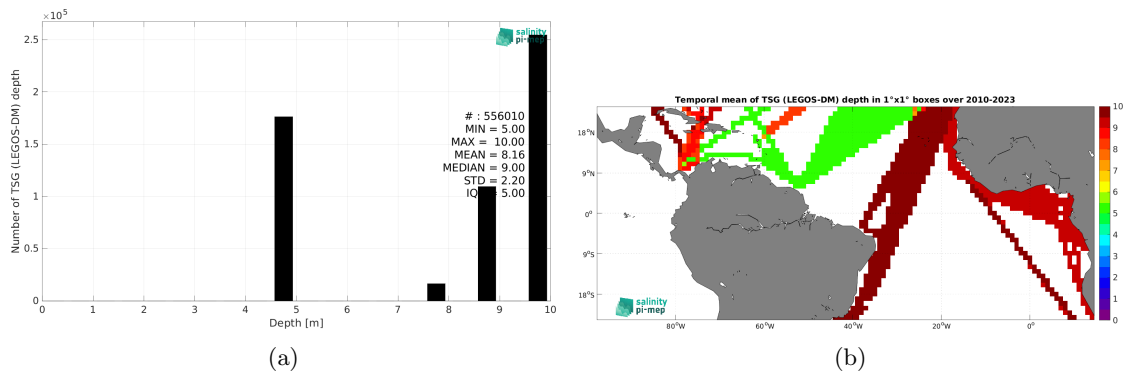 ×10⁵
2.5
2
1.5
1
0.5
0
Number of TSG (LEGOS-DM) depth
salinity
pi-mep
# : 556010
MIN = 5.00
MAX = 10.00
MEAN = 8.16
MEDIAN = 9.00
STD = 2.20
= 5.00
0 1 2 3 4 5 6 7 8 9 10
Depth [m]
(a)
Temporal mean of TSG (LEGOS-DM) depth in 1°x1° boxes over 2010-2023
18°N
9°N
0°
9°S
18°S
80°W 60°W 40°W 20°W 0°
salinity
pi-mep
10
9
8
7
6
5
4
3
2
1
0
(b)